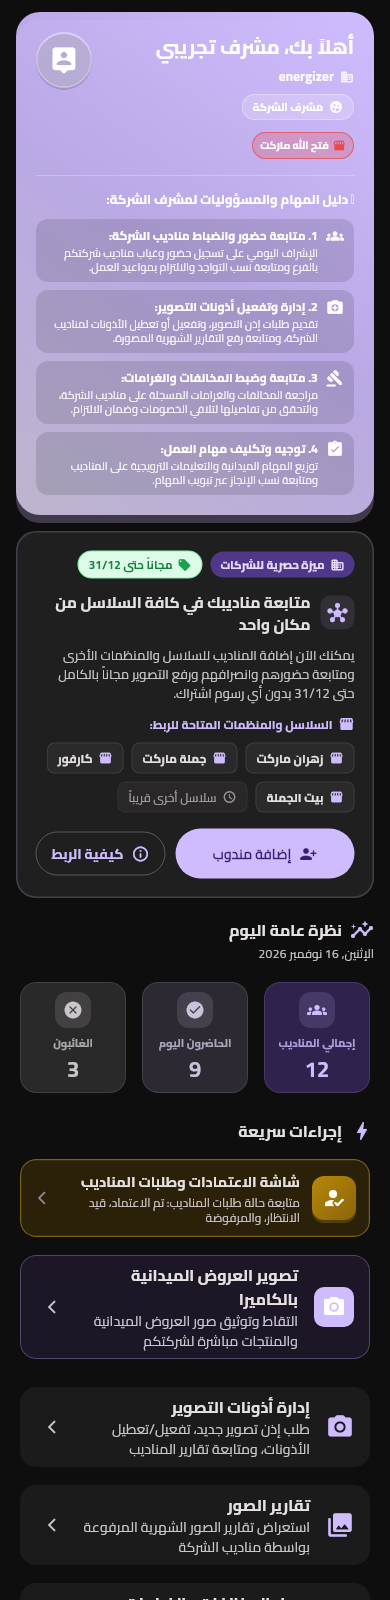 أهلاً بك، مشرف تجريبي
energizer
مشرف الشركة
فتح الله ماركت
دليل المهام والمسؤوليات لمشرف الشركة:
1. متابعة حضور وانضباط مناديب الشركة:
الإشراف اليومي على تسجيل حضور وغياب مناديب شركتكم
بالفرع ومتابعة نسب التواجد والالتزام بمواعيد العمل.
2. إدارة وتفعيل أذونات التصوير:
تقديم طلبات إذن التصوير، وتفعيل أو تعطيل الأذونات لمناديب
الشركة، ومتابعة رفع التقارير الشهرية المصورة.
3. متابعة وضبط المخالفات والغرامات:
مراجعة المخالفات والغرامات المسجلة على مناديب الشركة،
والتحقق من تفاصيلها لتلافي الخصومات وضمان الالتزام.
4. توجيه وتكليف مهام العمل:
توزيع المهام الميدانية والتعليمات الترويجية على المناديب
ومتابعة نسب الإنجاز عبر تبويب المهام.
ميزة حصرية للشركات
مجاناً حتى 31/12
متابعة مناديبك في كافة السلاسل من
مكان واحد
يمكنك الآن إضافة المناديب للسلاسل والمنظمات الأخرى
ومتابعة حضورهم وانصرافهم ورفع التصوير مجاناً بالكامل
حتى 31/12 بدون أي رسوم اشتراك.
السلاسل والمنظمات المتاحة للربط:
زهران ماركت
جملة ماركت
كارفور
بيت الجملة
سلاسل أخرى قريباً
إضافة مندوب
كيفية الربط
نظرة عامة اليوم
الإثنين، 16 نوفمبر 2026
إجمالي المناديب
12
الحاضرون اليوم
9
الغائبون
3
إجراءات سريعة
شاشة الاعتمادات وطلبات المناديب
متابعة حالة طلبات المناديب: تم الاعتماد، قيد
الانتظار، والمرفوضة
تصوير العروض الميدانية
بالكاميرا
التقاط وتوثيق صور العروض الميدانية
والمنتجات مباشرة لشركتكم
إدارة أذونات التصوير
طلب إذن تصوير جديد، تفعيل/تعطيل
الأذونات، ومتابعة تقارير المناديب
تقارير الصور
استعراض تقارير الصور الشهرية المرفوعة
بواسطة مناديب الشركة